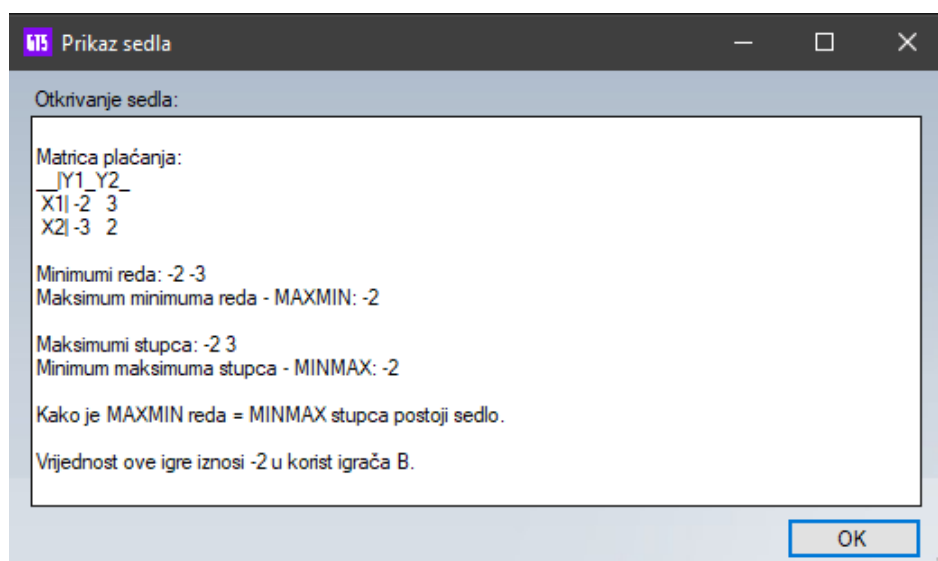 GTS Prikaz sedla
Otkrivanje sedla:
Matrica plaćanja:
__|Y1_Y2_
X1| -2 3
X2| -3 2
Minimumi reda: -2 -3
Maksimum minimuma reda - MAXMIN: -2
Maksimumi stupca: -2 3
Minimum maksimuma stupca - MINMAX: -2
Kako je MAXMIN reda = MINMAX stupca postoji sedlo.
Vrijednost ove igre iznosi -2 u korist igrača B.
OK